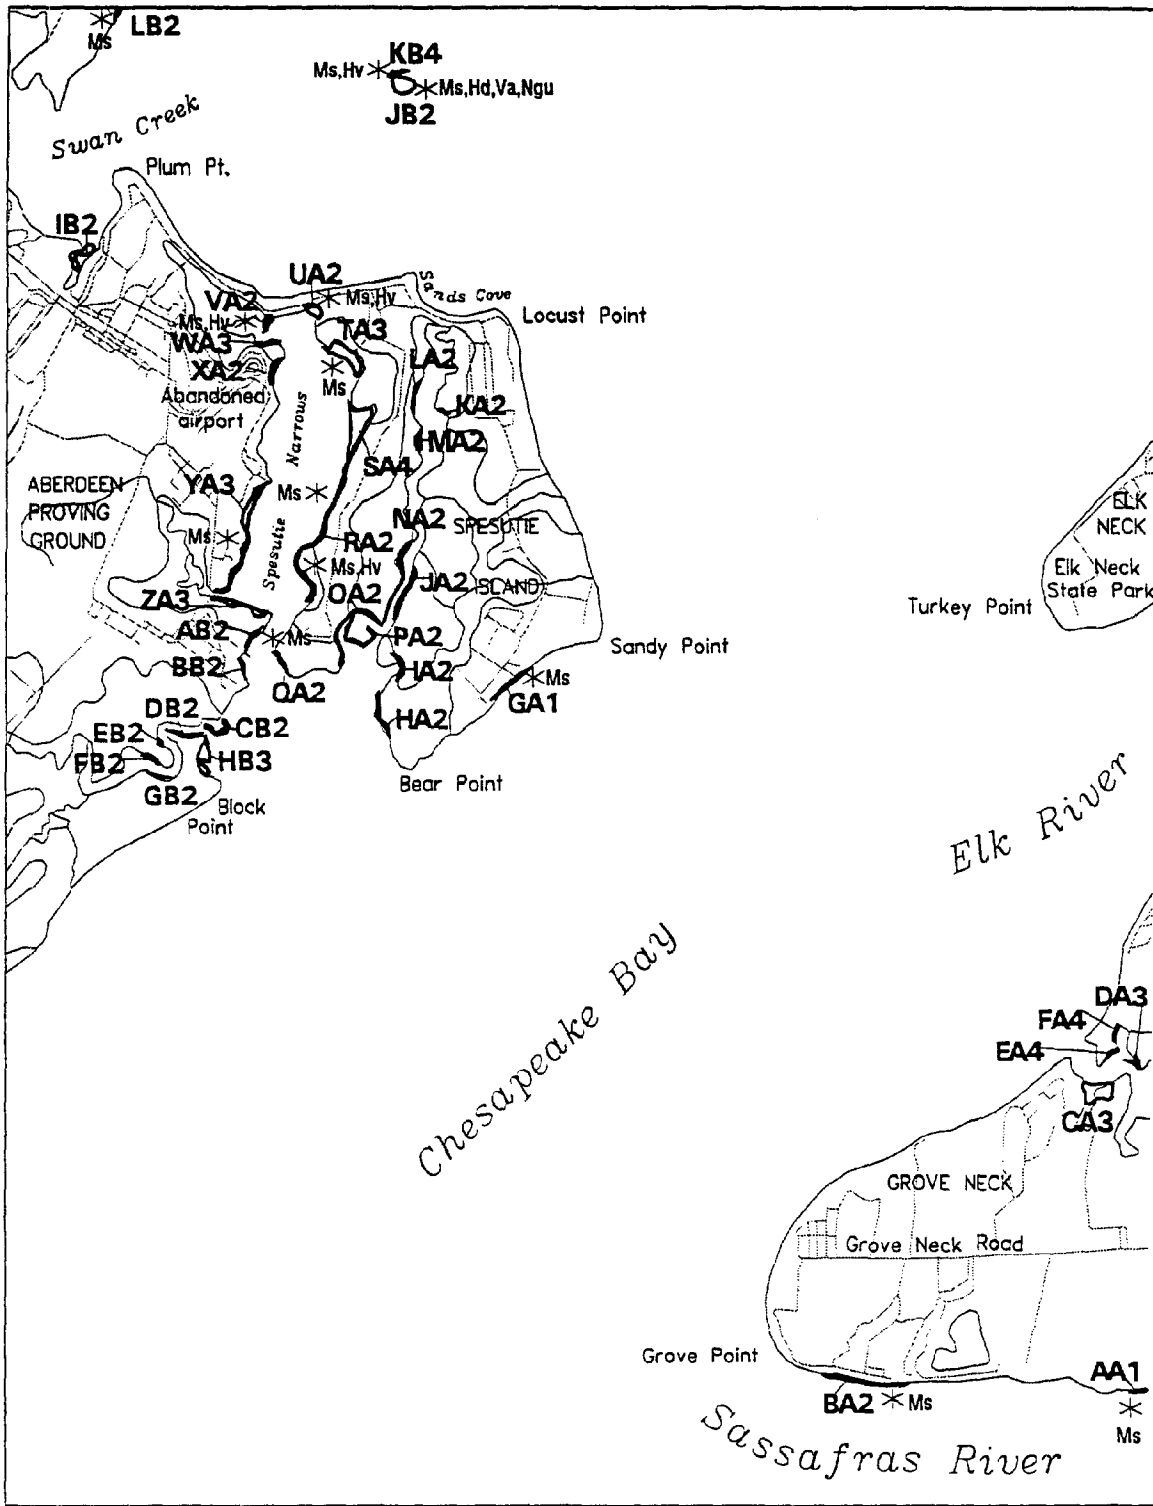 LB2
Ms
KB4
Ms,Hv
Ms,Hd,Va,Ngu
JB2
Swan Creek
Plum Pt.
IB2
UA2
Sands Cove
Ms,Hv
VA2
Ms,Hv
Locust Point
TA3
WA3
LA2
XA2
Ms
Abandoned
airport
KA2
Narrows
MA2
SA4
YA3
ABERDEEN
PROVING
GROUND
Ms
NA2
SPESUTIE
ISLAND
Ms
RA2
Ms,Hv
Spesutie
JA2
OA2
ZA3
AB2
Ms
PA2
BB2
IA2
QA2
Ms
GA1
DB2
CB2
HA2
EB2
FB2
HB3
GB2
Block
Point
Bear Point
Sandy Point
ELK
NECK
Elk Neck
State Park
Turkey Point
Elk River
Chesapeake Bay
DA3
FA4
EA4
CA3
GROVE NECK
Grove Neck Road
Grove Point
AA1
BA2
Ms
Ms
Sassafras River